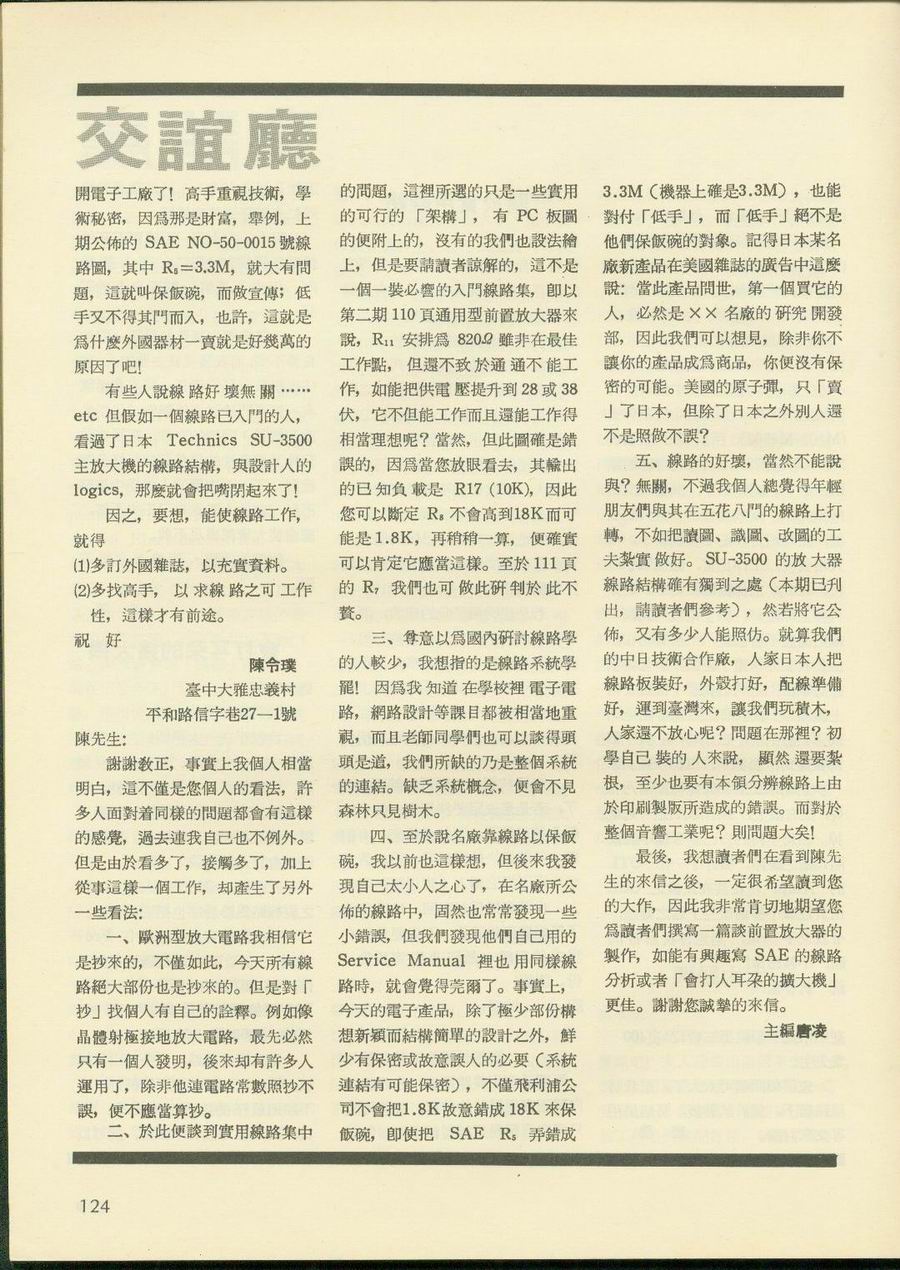 交誼廳
開電子工廠了！高手重視技術，學
術秘密，因爲那是財富，舉例，上
期公佈的 SAE NO-50-0015 號線
路圖，其中 R₈=3.3M，就大有問
題，這就叫保飯碗，而做宣傳；低
手又不得其門而入，也許，這就是
爲什麼外國器材一賣就是好幾萬的
原因了吧！
有些人說線路好壞無關……
etc 但假如一個線路已入門的人，
看過了日本 Technics SU-3500
主放大機的線路結構，與設計人的
logics，那麼就會把嘴閉起來了！
因之，要想，能使線路工作，
就得
⑴多訂外國雜誌，以充實資料。
⑵多找高手，以求線路之可工作
性，這樣才有前途。
祝 好
陳令璞
臺中大雅忠義村
平和路信字巷27—1號
陳先生：
謝謝敎正，事實上我個人相當
明白，這不僅是您個人的看法，許
多人面對着同樣的問題都會有這樣
的感覺，過去連我自己也不例外。
但是由於看多了，接觸多了，加上
從事這樣一個工作，却產生了另外
一些看法：
一、歐洲型放大電路我相信它
是抄來的，不僅如此，今天所有線
路絕大部份也是抄來的。但是對「
抄」找個人有自己的詮釋。例如像
晶體射極接地放大電路，最先必然
只有一個人發明，後來却有許多人
運用了，除非他連電路常數照抄不
誤，便不應當算抄。
二、於此便談到實用線路集中
的問題，這裡所選的只是一些實用
的可行的「架構」，有 PC 板圖
的便附上的，沒有的我們也設法繪
上，但是要請讀者諒解的，這不是
一個一裝必響的入門線路集，卽以
第二期 110 頁通用型前置放大器來
說，R₁₁ 安排爲 820Ω 雖非在最佳
工作點，但還不致於通通不能工
作，如能把供電壓提升到 28 或 38
伏，它不但能工作而且還能工作得
相當理想呢？當然，但此圖確是錯
誤的，因爲當您放眼看去，其輸出
的已知負載是 R17 (10K)，因此
您可以斷定 R₈ 不會高到18K而可
能是 1.8K，再稍稍一算，便確實
可以肯定它應當這樣。至於 111 頁
的 R₇ 我們也可做此研判於此不
贅。
三、尊意以爲國內研討線路學
的人較少，我想指的是線路系統學
罷！因爲我知道在學校裡電子電
路，網路設計等課目都被相當地重
視，而且老師同學們也可以談得頭
頭是道，我們所缺的乃是整個系統
的連結。缺乏系統概念，便會不見
森林只見樹木。
四、至於說名廠靠線路以保飯
碗，我以前也這樣想，但後來我發
現自己太小人之心了，在名廠所公
佈的線路中，固然也常常發現一些
小錯誤，但我們發現他們自己用的
Service Manual 裡也用同樣線
路時，就會覺得莞爾了。事實上，
今天的電子產品，除了極少部份構
想新穎而結構簡單的設計之外，鮮
少有保密或故意誤人的必要（系統
連結有可能保密），不僅飛利浦公
司不會把1.8K故意錯成 18K 來保
飯碗，卽使把 SAE R₅ 弄錯成
3.3M（機器上確是3.3M），也能
對付「低手」，而「低手」絕不是
他們保飯碗的對象。記得日本某名
廠新產品在美國雜誌的廣告中這麼
說：當此產品問世，第一個買它的
人，必然是×× 名廠的研究開發
部，因此我們可以想見，除非你不
讓你的產品成爲商品，你便沒有保
密的可能。美國的原子彈，只「賣
」了日本，但除了日本之外別人還
不是照做不誤？
五、線路的好壞，當然不能說
與？無關，不過我個人總覺得年輕
朋友們與其在五花八門的線路上打
轉，不如把讀圖、識圖、改圖的工
夫紮實做好。SU-3500 的放大器
線路結構確有獨到之處（本期已刋
出，請讀者們參考），然若將它公
佈，又有多少人能照仿。就算我們
的中日技術合作廠，人家日本人把
線路板裝好，外殼打好，配線準備
好，運到臺灣來，讓我們玩積木，
人家還不放心呢？問題在那裡？初
學自己裝的人來說，顯然還要紮
根，至少也要有本領分辨線路上由
於印刷製版所造成的錯誤。而對於
整個音響工業呢？則問題大矣！
最後，我想讀者們在看到陳先
生的來信之後，一定很希望讀到您
的大作，因此我非常肯切地期望您
爲讀者們撰寫一篇談前置放大器的
製作，如能有興趣寫 SAE 的線路
分析或者「會打人耳朶的擴大機」
更佳。謝謝您誠摯的來信。
主編唐凌
124